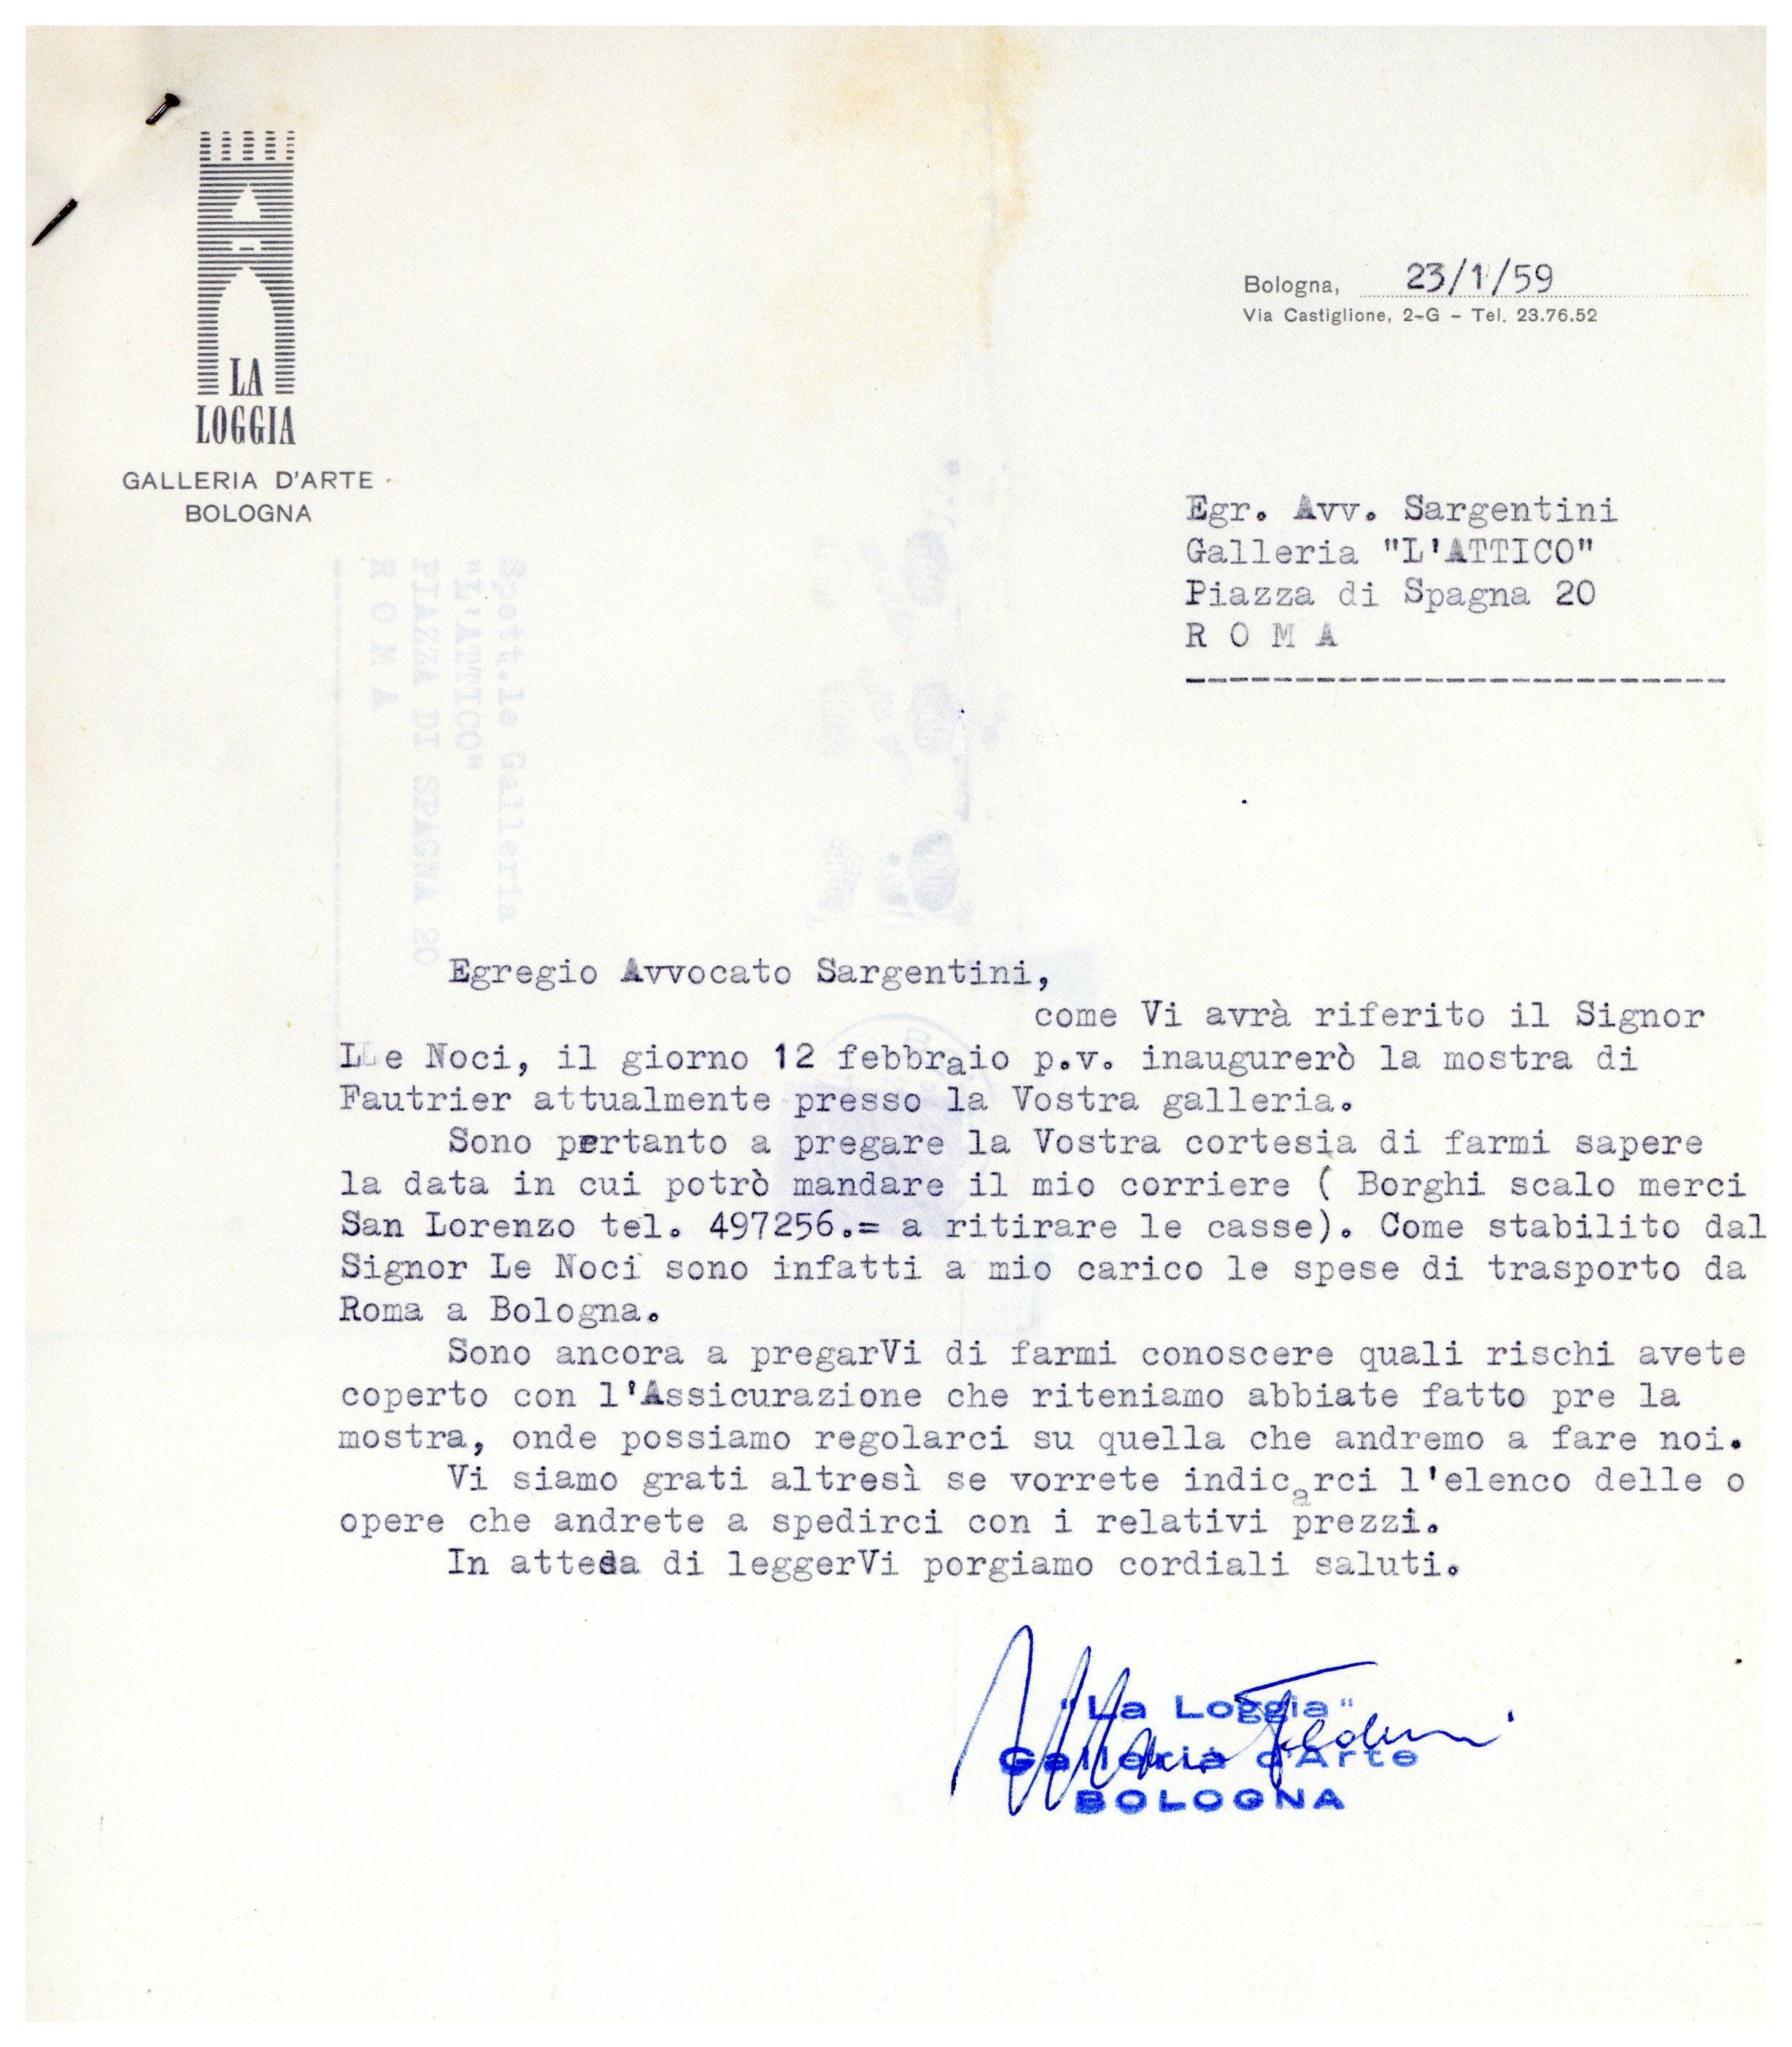 LA
LOGGIA
GALLERIA D'ARTE
BOLOGNA
Bologna, 23/1/59
Via Castiglione, 2-G - Tel. 23.76.52
Egr. Avv. Sargentini
Galleria "L'ATTICO"
Piazza di Spagna 20
R O M A
Spett.le Galleria
"L'ATTICO"
PIAZZA DI SPAGNA 20
R O M A
Egregio Avvocato Sargentini,
come Vi avrà riferito il Signor
Le Noci, il giorno 12 febbraio p.v. inaugurerò la mostra di
Fautrier attualmente presso la Vostra galleria.
Sono pertanto a pregare la Vostra cortesia di farmi sapere
la data in cui potrò mandare il mio corriere ( Borghi scalo merci
San Lorenzo tel. 497256.= a ritirare le casse). Come stabilito dal
Signor Le Noci sono infatti a mio carico le spese di trasporto da
Roma a Bologna.
Sono ancora a pregarVi di farmi conoscere quali rischi avete
coperto con l'Assicurazione che riteniamo abbiate fatto pre la
mostra, onde possiamo regolarci su quella che andremo a fare noi.
Vi siamo grati altresì se vorrete indicarci l'elenco delle o
opere che andrete a spedirci con i relativi prezzi.
In attesa di leggerVi porgiamo cordiali saluti.
"La Loggia"
Galleria d'Arte
BOLOGNA